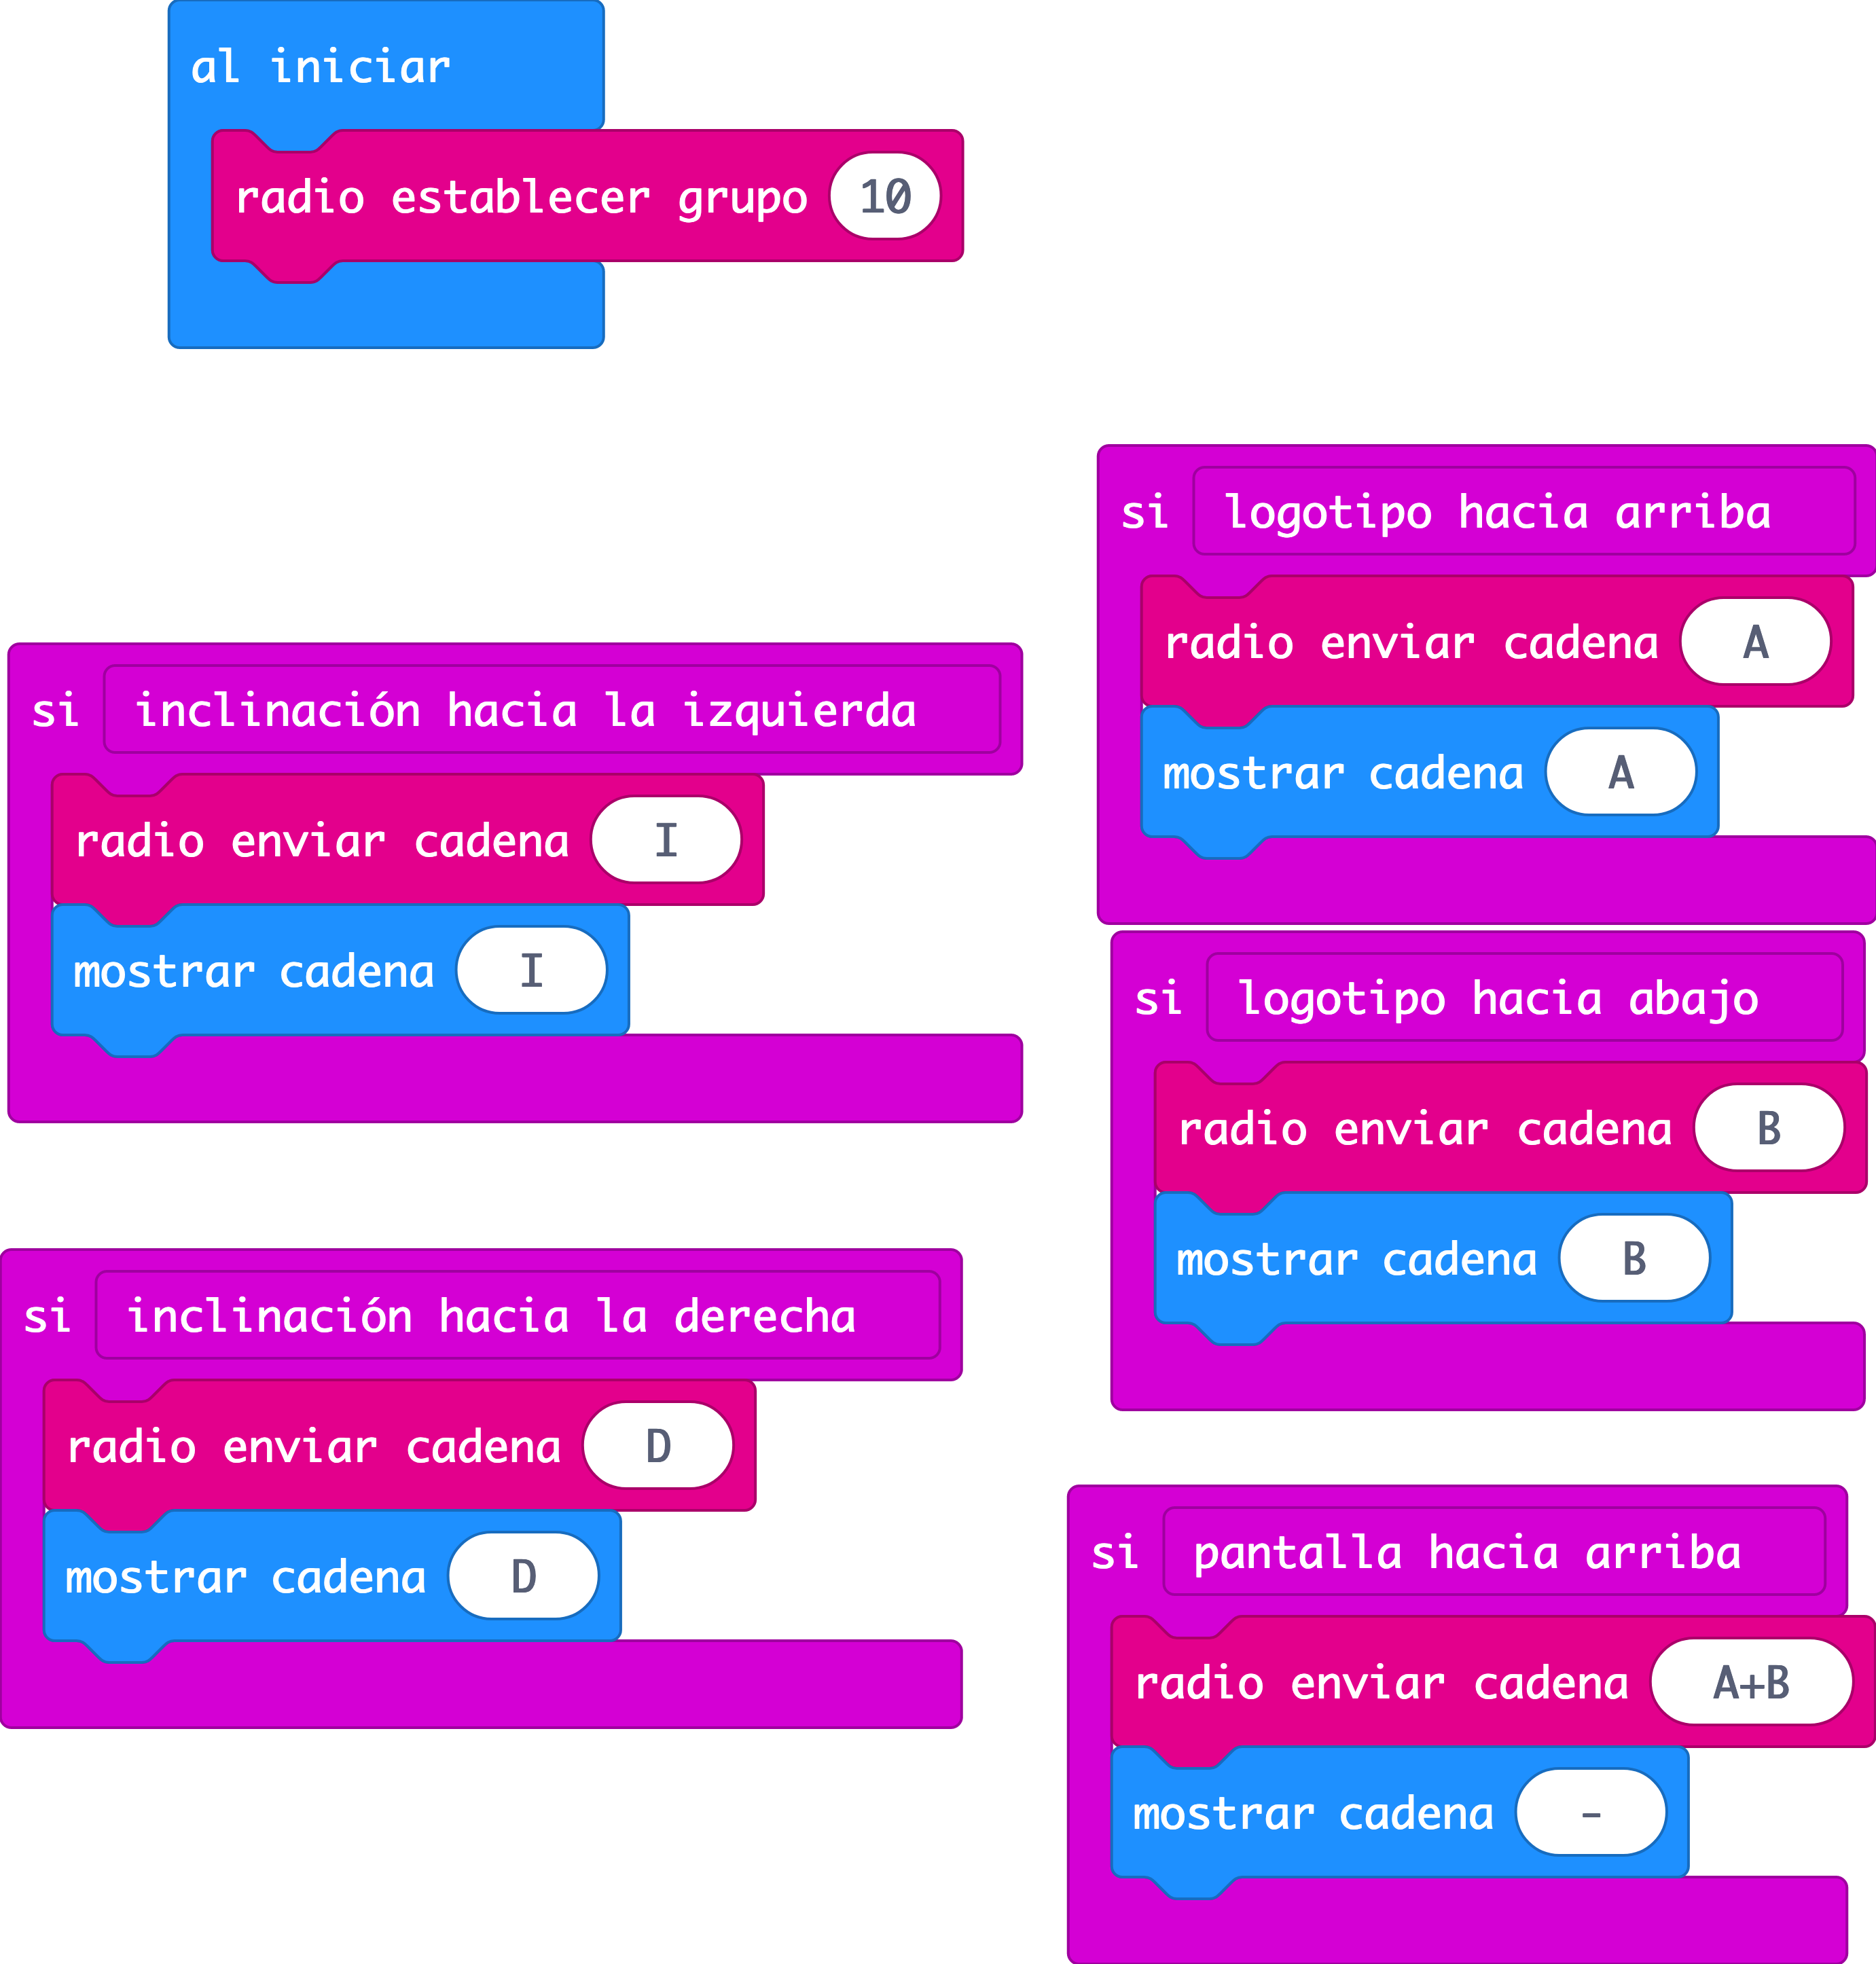 al iniciar
radio establecer grupo 10
si inclinación hacia la izquierda
radio enviar cadena I
mostrar cadena I
si inclinación hacia la derecha
radio enviar cadena D
mostrar cadena D
si logotipo hacia arriba
radio enviar cadena A
mostrar cadena A
si logotipo hacia abajo
radio enviar cadena B
mostrar cadena B
si pantalla hacia arriba
radio enviar cadena A+B
mostrar cadena -